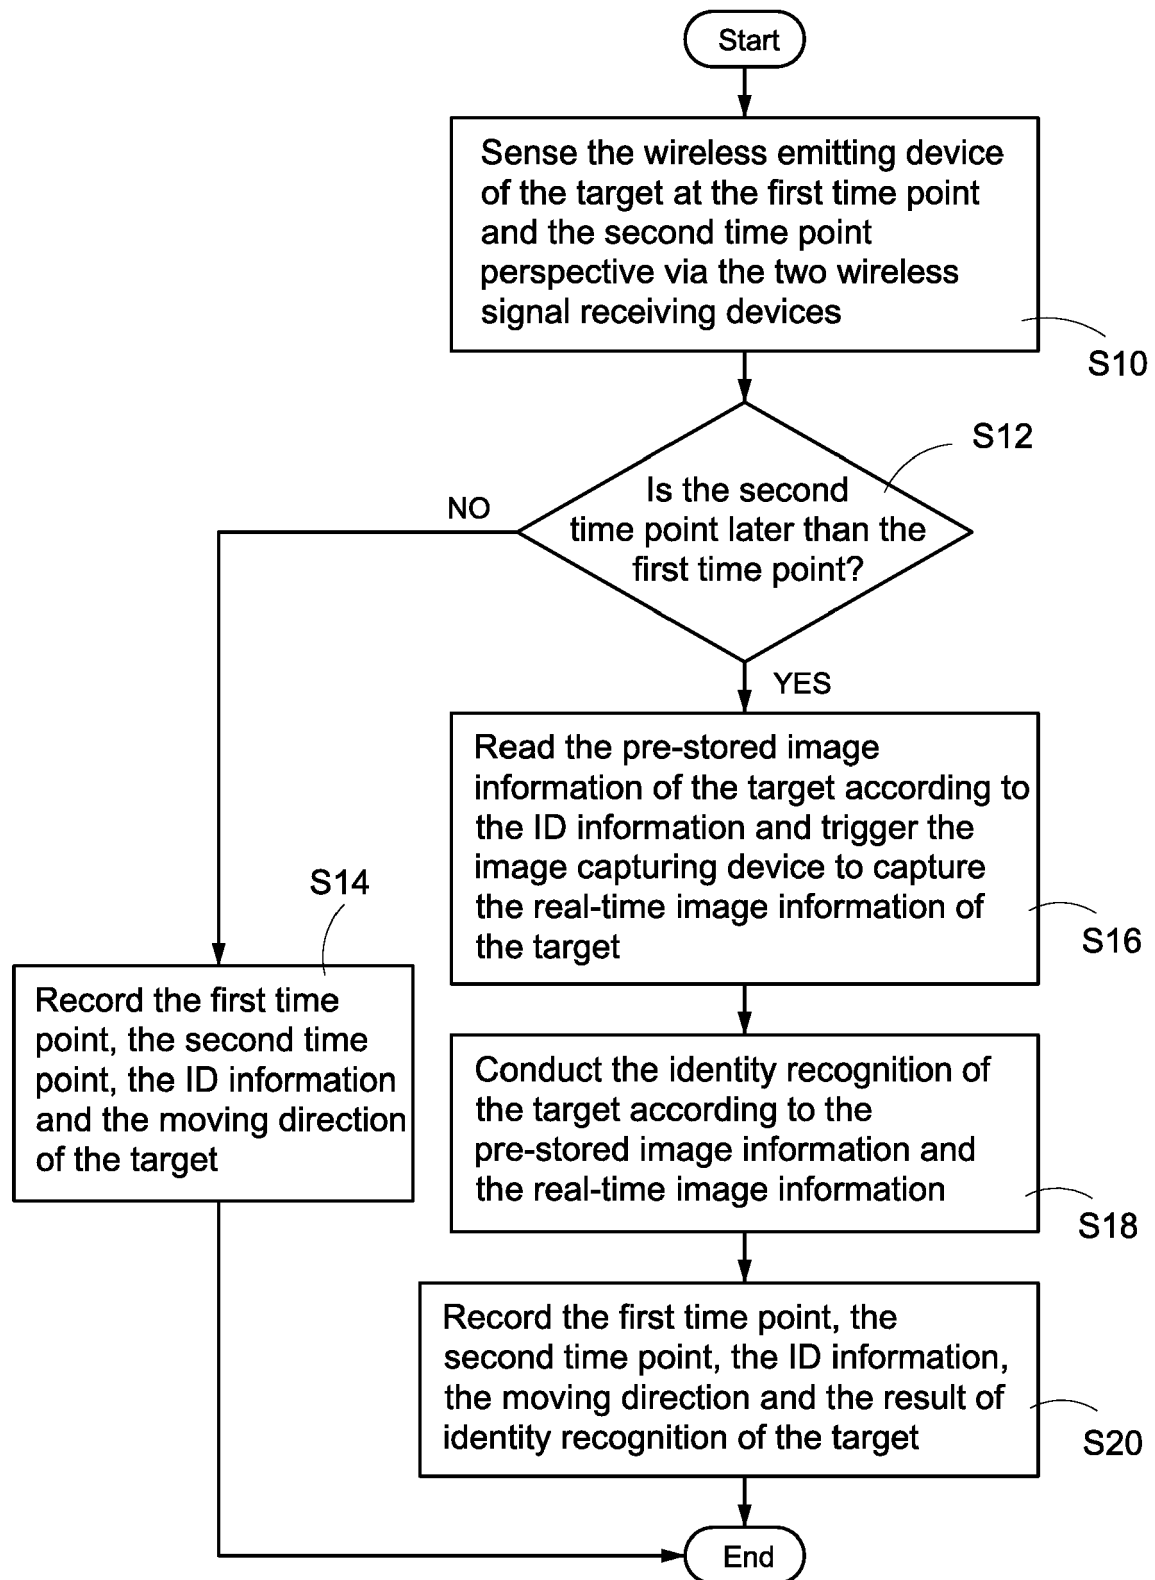 Start
Sense the wireless emitting device
of the target at the first time point
and the second time point
perspective via the two wireless
signal receiving devices
S10
S12
Is the second
time point later than the
first time point?
NO
YES
Read the pre-stored image
information of the target according to
the ID information and trigger the
image capturing device to capture
the real-time image information of
the target
S16
S14
Record the first time
point, the second time
point, the ID information
and the moving direction
of the target
Conduct the identity recognition of
the target according to the
pre-stored image information and
the real-time image information
S18
Record the first time point, the
second time point, the ID information,
the moving direction and the result of
identity recognition of the target
S20
End